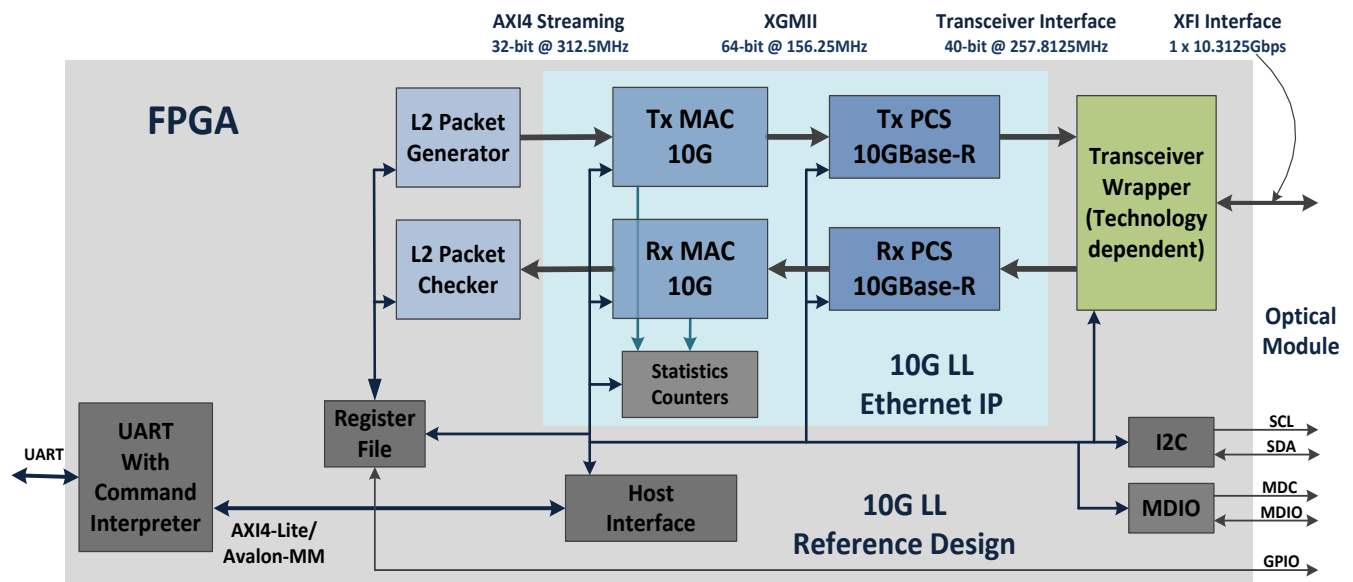 AXI4 Streaming
32-bit @ 312.5MHz
XGMII
64-bit @ 156.25MHz
Transceiver Interface
40-bit @ 257.8125MHz
XFI Interface
1 x 10.3125Gbps
FPGA
L2 Packet
Generator
Tx MAC
10G
Tx PCS
10GBase-R
Transceiver
Wrapper
(Technology
dependent)
L2 Packet
Checker
Rx MAC
10G
Rx PCS
10GBase-R
Statistics
Counters
10G LL
Ethernet IP
Optical
Module
Register
File
UART
UART
With
Command
Interpreter
AXI4-Lite/
Avalon-MM
Host
Interface
10G LL
Reference Design
I2C
SCL
SDA
MDIO
MDC
MDIO
GPIO